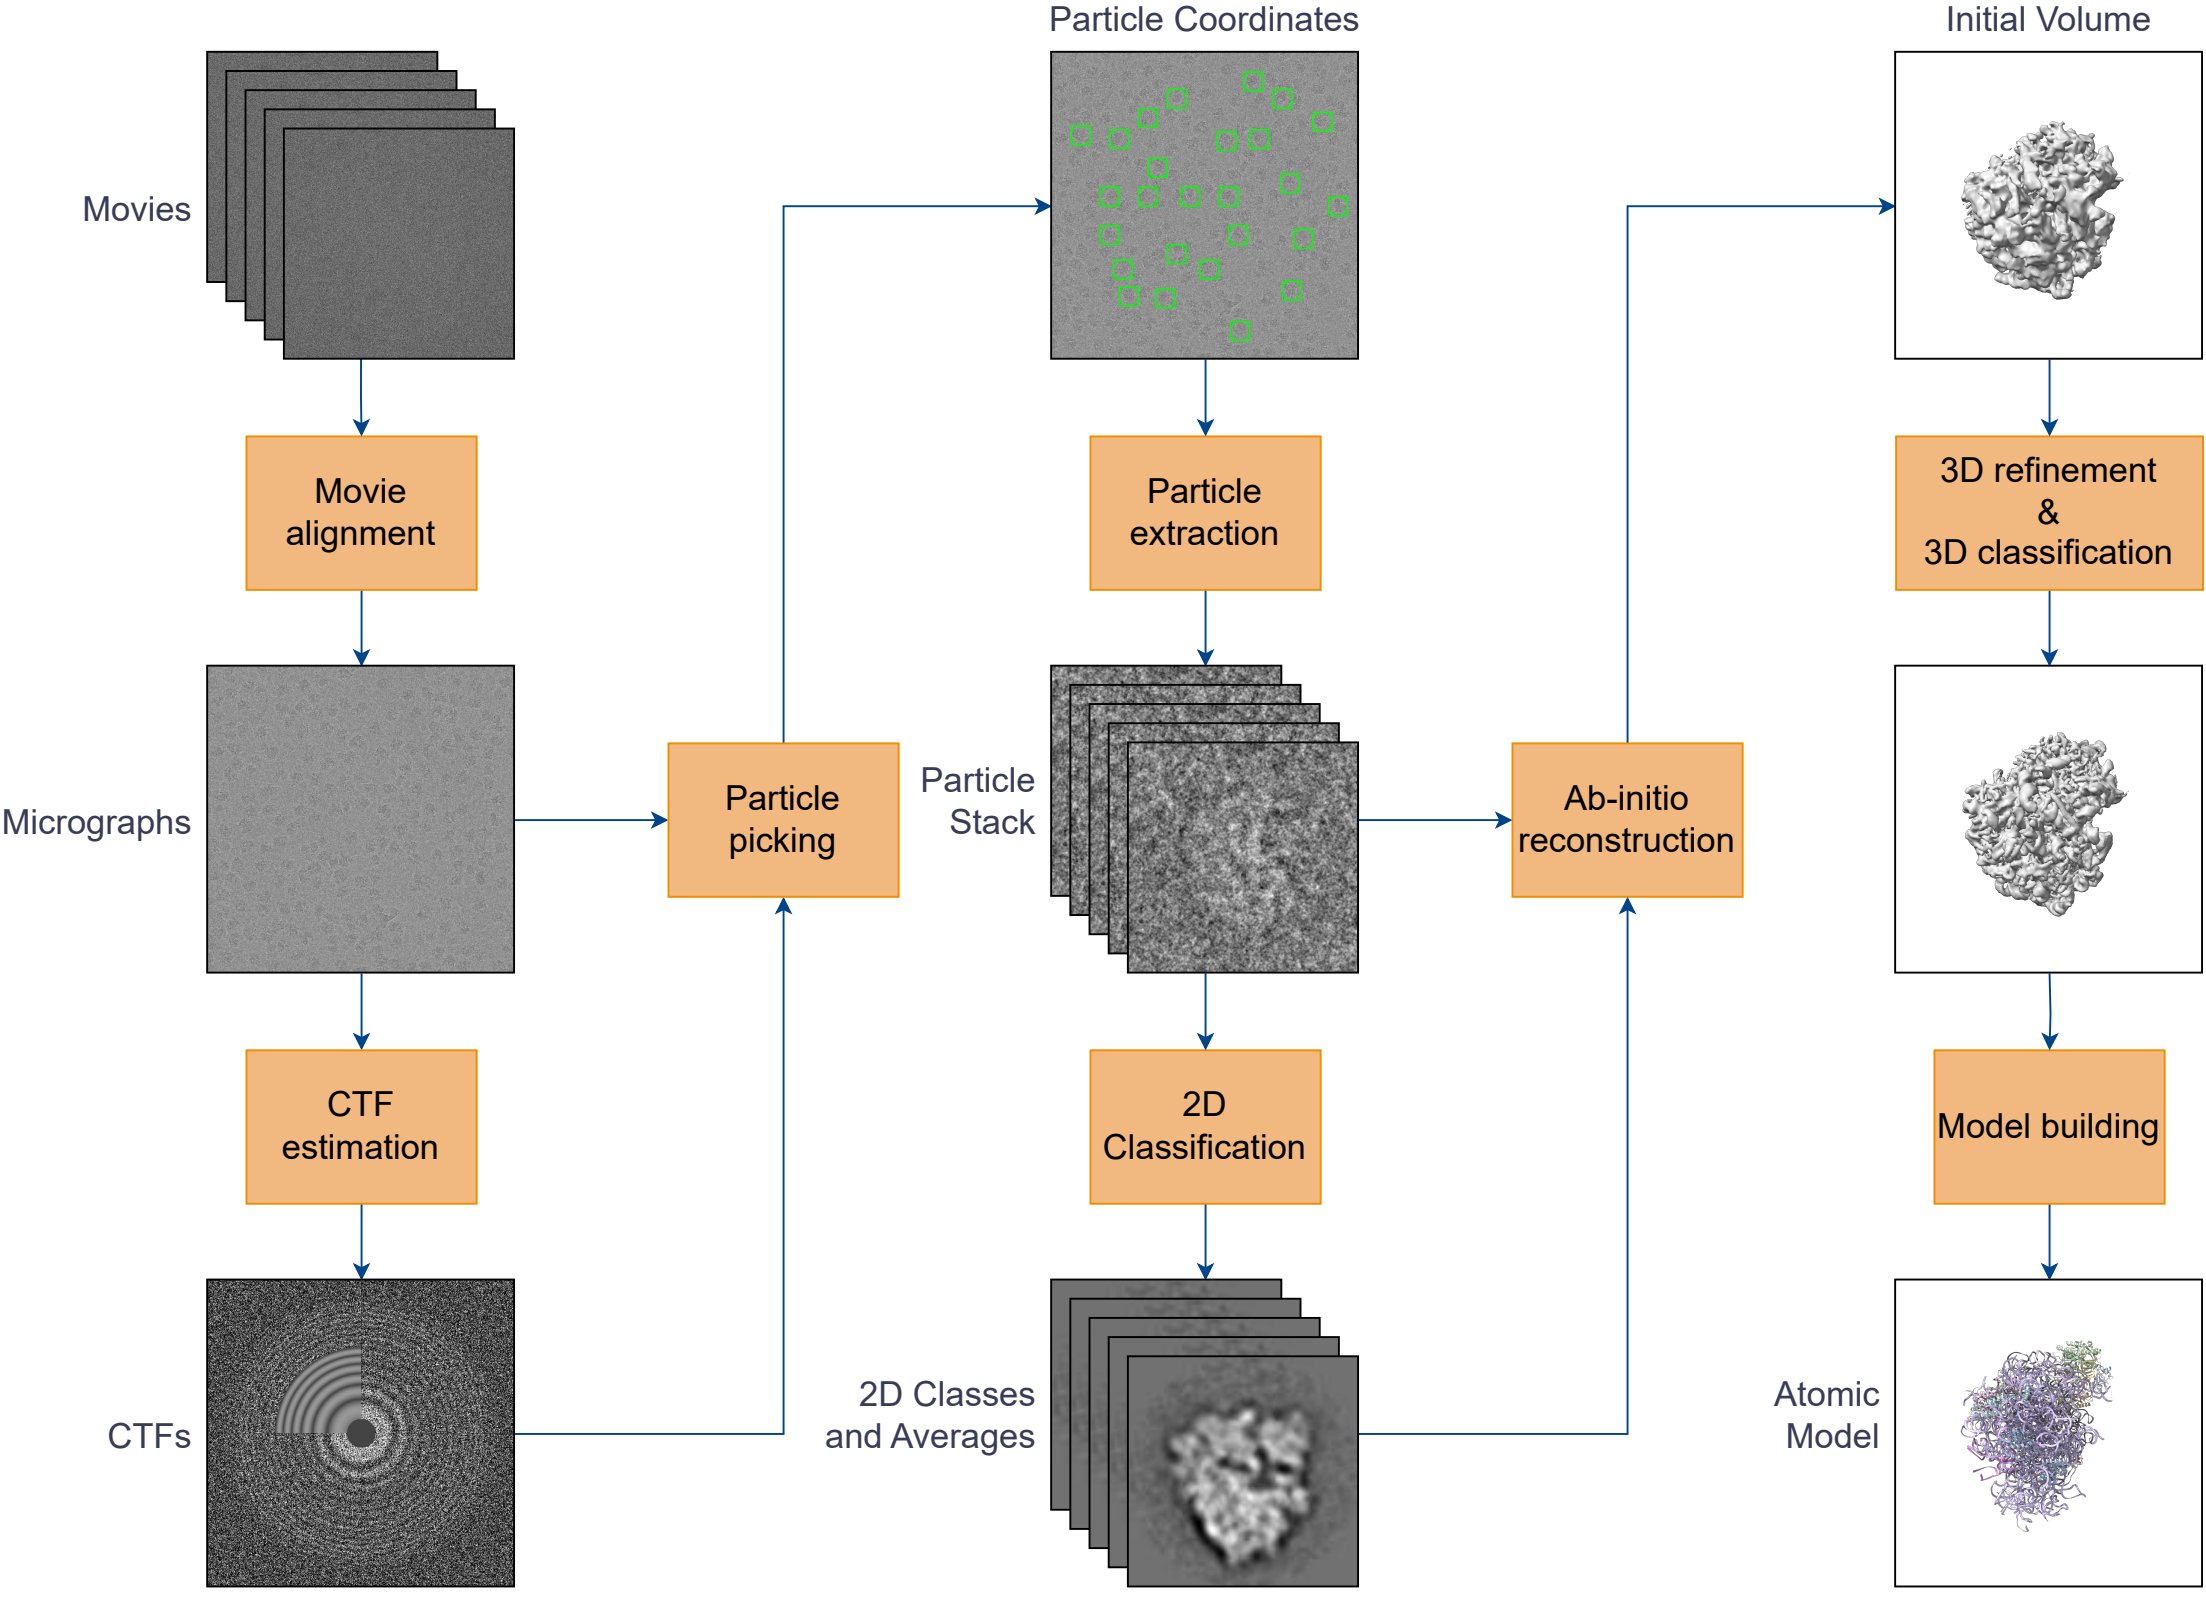 Movies
Movie
alignment
Micrographs
CTF
estimation
CTFs
Particle
picking
Particle Coordinates
Particle
extraction
Particle
Stack
2D
Classification
2D Classes
and Averages
Ab-initio
reconstruction
Initial Volume
3D refinement
&
3D classification
Model building
Atomic
Model